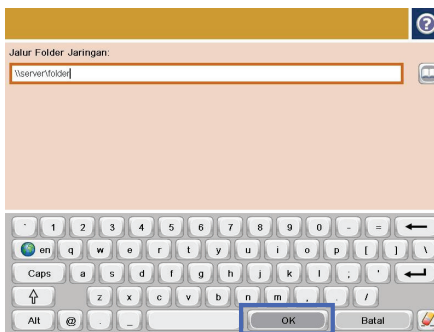 ?
Jalur Folder Jaringan:
\\server\folder
` 1 2 3 4 5 6 7 8 9 0 - = ←
en q w e r t y u i o p [ ] \
Caps a s d f g h j k l ; ' ↵
⇧ z x c v b n m , . /
Alt @ . _ OK Batal